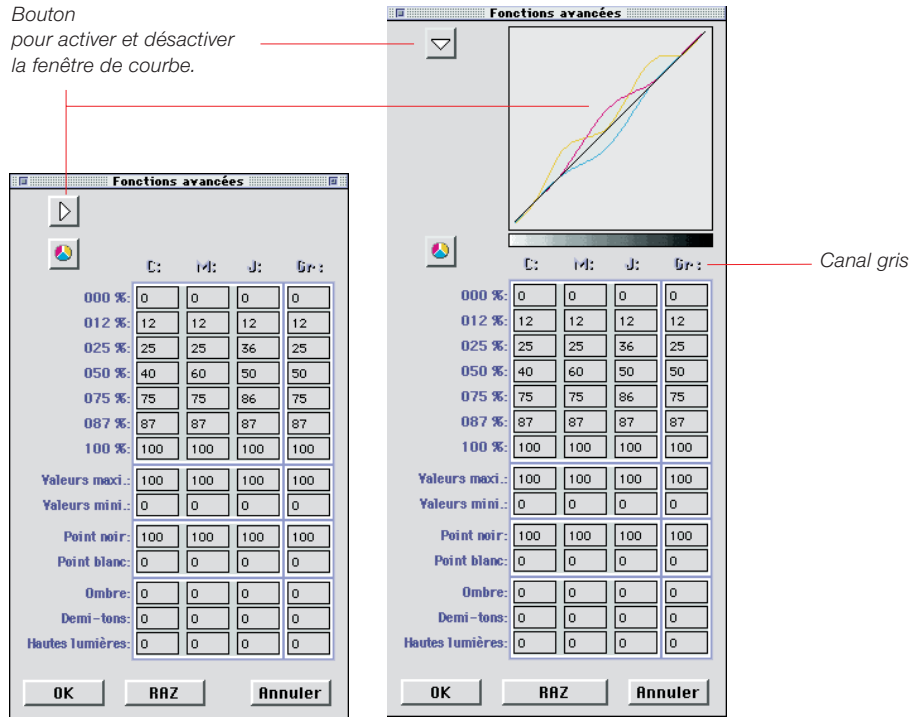 Bouton
pour activer et désactiver
la fenêtre de courbe.
Fonctions avancées
C: M: J: Gr:
000 %: 0 0 0 0
012 %: 12 12 12 12
025 %: 25 25 36 25
050 %: 40 60 50 50
075 %: 75 75 86 75
087 %: 87 87 87 87
100 %: 100 100 100 100
Valeurs maxi.: 100 100 100 100
Valeurs mini.: 0 0 0 0
Point noir: 100 100 100 100
Point blanc: 0 0 0 0
Ombre: 0 0 0 0
Demi-tons: 0 0 0 0
Hautes lumières: 0 0 0 0
OK RAZ Annuler
Fonctions avancées
C: M: J: Gr:
Canal gris
000 %: 0 0 0 0
012 %: 12 12 12 12
025 %: 25 25 36 25
050 %: 40 60 50 50
075 %: 75 75 86 75
087 %: 87 87 87 87
100 %: 100 100 100 100
Valeurs maxi.: 100 100 100 100
Valeurs mini.: 0 0 0 0
Point noir: 100 100 100 100
Point blanc: 0 0 0 0
Ombre: 0 0 0 0
Demi-tons: 0 0 0 0
Hautes lumières: 0 0 0 0
OK RAZ Annuler